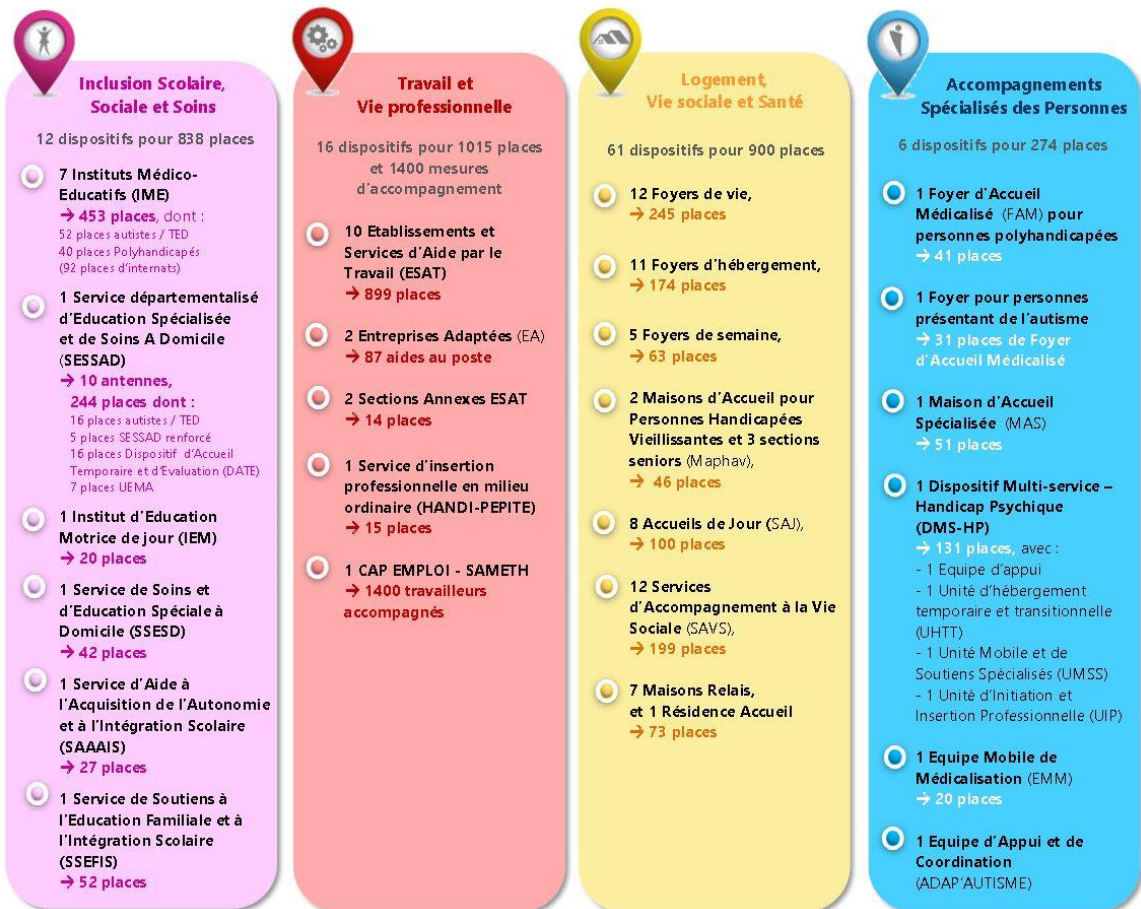 Inclusion Scolaire,
Sociale et Soins
12 dispositifs pour 838 places
7 Instituts Médico-
Educatifs (IME)
→ 453 places, dont :
52 places autistes / TED
40 places Polyhandicapés
(92 places d'internats)
1 Service départementalisé
d'Education Spécialisée
et de Soins A Domicile
(SESSAD)
→ 10 antennes,
244 places dont :
16 places autistes / TED
5 places SESSAD renforcé
16 places Dispositif d'Accueil
Temporaire et d'Evaluation (DATE)
7 places UEMA
1 Institut d'Education
Motrice de jour (IEM)
→ 20 places
1 Service de Soins et
d'Education Spéciale à
Domicile (SSESD)
→ 42 places
1 Service d'Aide à
l'Acquisition de l'Autonomie
et à l'Intégration Scolaire
(SAAAIS)
→ 27 places
1 Service de Soutiens à
l'Education Familiale et à
l'Intégration Scolaire
(SSEFIS)
→ 52 places
Travail et
Vie professionnelle
16 dispositifs pour 1015 places
et 1400 mesures
d'accompagnement
10 Etablissements et
Services d'Aide par le
Travail (ESAT)
→ 899 places
2 Entreprises Adaptées (EA)
→ 87 aides au poste
2 Sections Annexes ESAT
→ 14 places
1 Service d'insertion
professionnelle en milieu
ordinaire (HANDI-PEPITE)
→ 15 places
1 CAP EMPLOI - SAMETH
→ 1400 travailleurs
accompagnés
Logement,
Vie sociale et Santé
61 dispositifs pour 900 places
12 Foyers de vie,
→ 245 places
11 Foyers d'hébergement,
→ 174 places
5 Foyers de semaine,
→ 63 places
2 Maisons d'Accueil pour
Personnes Handicapées
Vieillissantes et 3 sections
seniors (Maphav),
→ 46 places
8 Accueils de Jour (SAJ),
→ 100 places
12 Services
d'Accompagnement à la Vie
Sociale (SAVS),
→ 199 places
7 Maisons Relais,
et 1 Résidence Accueil
→ 73 places
Accompagnements
Spécialisés des Personnes
6 dispositifs pour 274 places
1 Foyer d'Accueil
Médicalisé (FAM) pour
personnes polyhandicapées
→ 41 places
1 Foyer pour personnes
présentant de l'autisme
→ 31 places de Foyer
d'Accueil Médicalisé
1 Maison d'Accueil
Spécialisée (MAS)
→ 51 places
1 Dispositif Multi-service –
Handicap Psychique
(DMS-HP)
→ 131 places, avec :
- 1 Equipe d'appui
- 1 Unité d'hébergement
temporaire et transitionnelle
(UHTT)
- 1 Unité Mobile et de
Soutiens Spécialisés (UMSS)
- 1 Unité d'Initiation et
Insertion Professionnelle (UIP)
1 Equipe Mobile de
Médicalisation (EMM)
→ 20 places
1 Equipe d'Appui et de
Coordination
(ADAP'AUTISME)